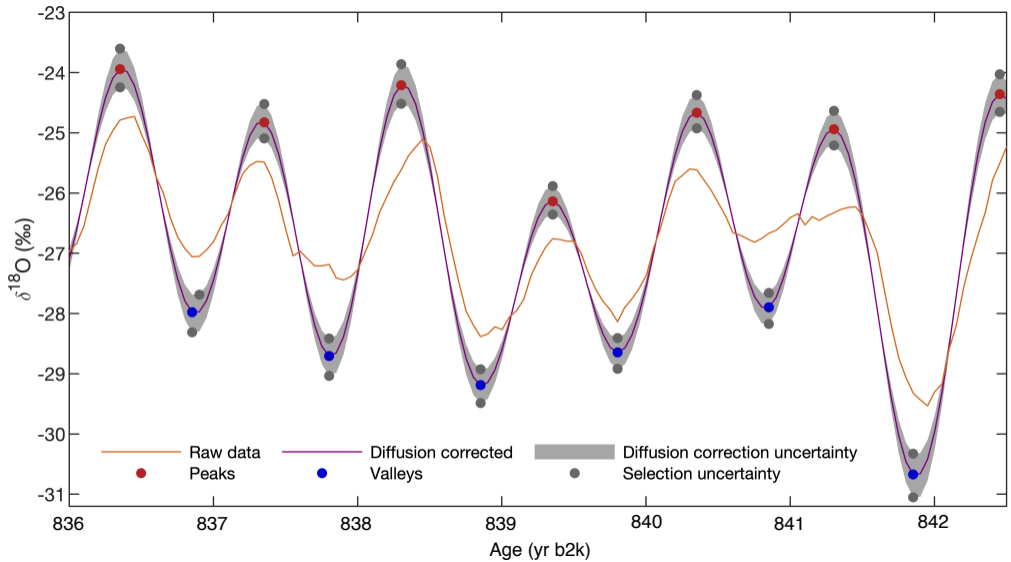 -23
-24
-25
-26
-27
-28
-29
-30
-31
δ18O (‰)
Raw data
Diffusion corrected
Diffusion correction uncertainty
Peaks
Valleys
Selection uncertainty
836
837
838
839
840
841
842
Age (yr b2k)